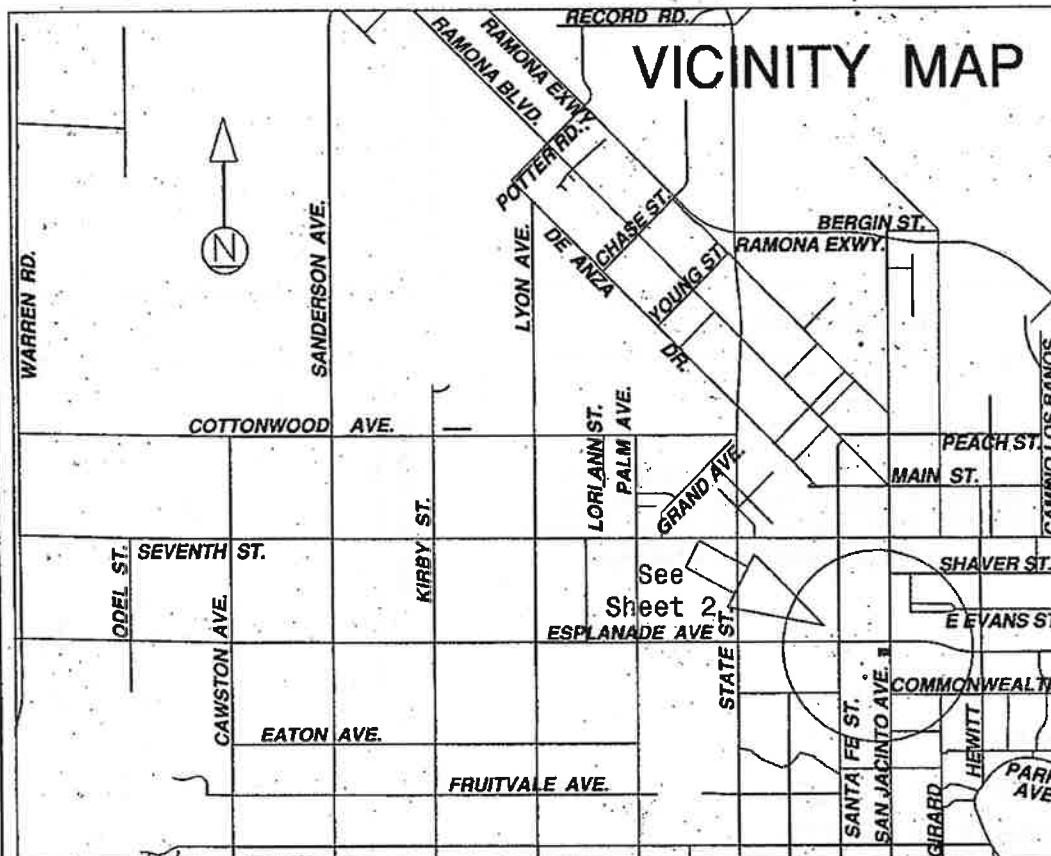 RECORD RD.
VICINITY MAP
RAMONA EXWY.
RAMONA BLVD.
POTTER RD.
CHASE ST.
BERGIN ST.
RAMONA EXWY.
YOUNG ST.
DE ANZA
DR.
LYON AVE.
SANDERSON AVE.
WARREN RD.
N
COTTONWOOD AVE.
LORI ANN ST.
PALM AVE.
GRAND AVE.
PEACH ST.
MAIN ST.
CAMINO LOS BANOS
KIRBY ST.
SEVENTH ST.
ODEL ST.
CAWSTON AVE.
See
Sheet 2
SHAVER ST.
E EVANS ST
ESPLANADE AVE
STATE ST.
COMMONWEALTH
SANTA FE ST.
SAN JACINTO AVE.
HEWITT
GIRARD
EATON AVE.
FRUITVALE AVE.
PARK
AVE